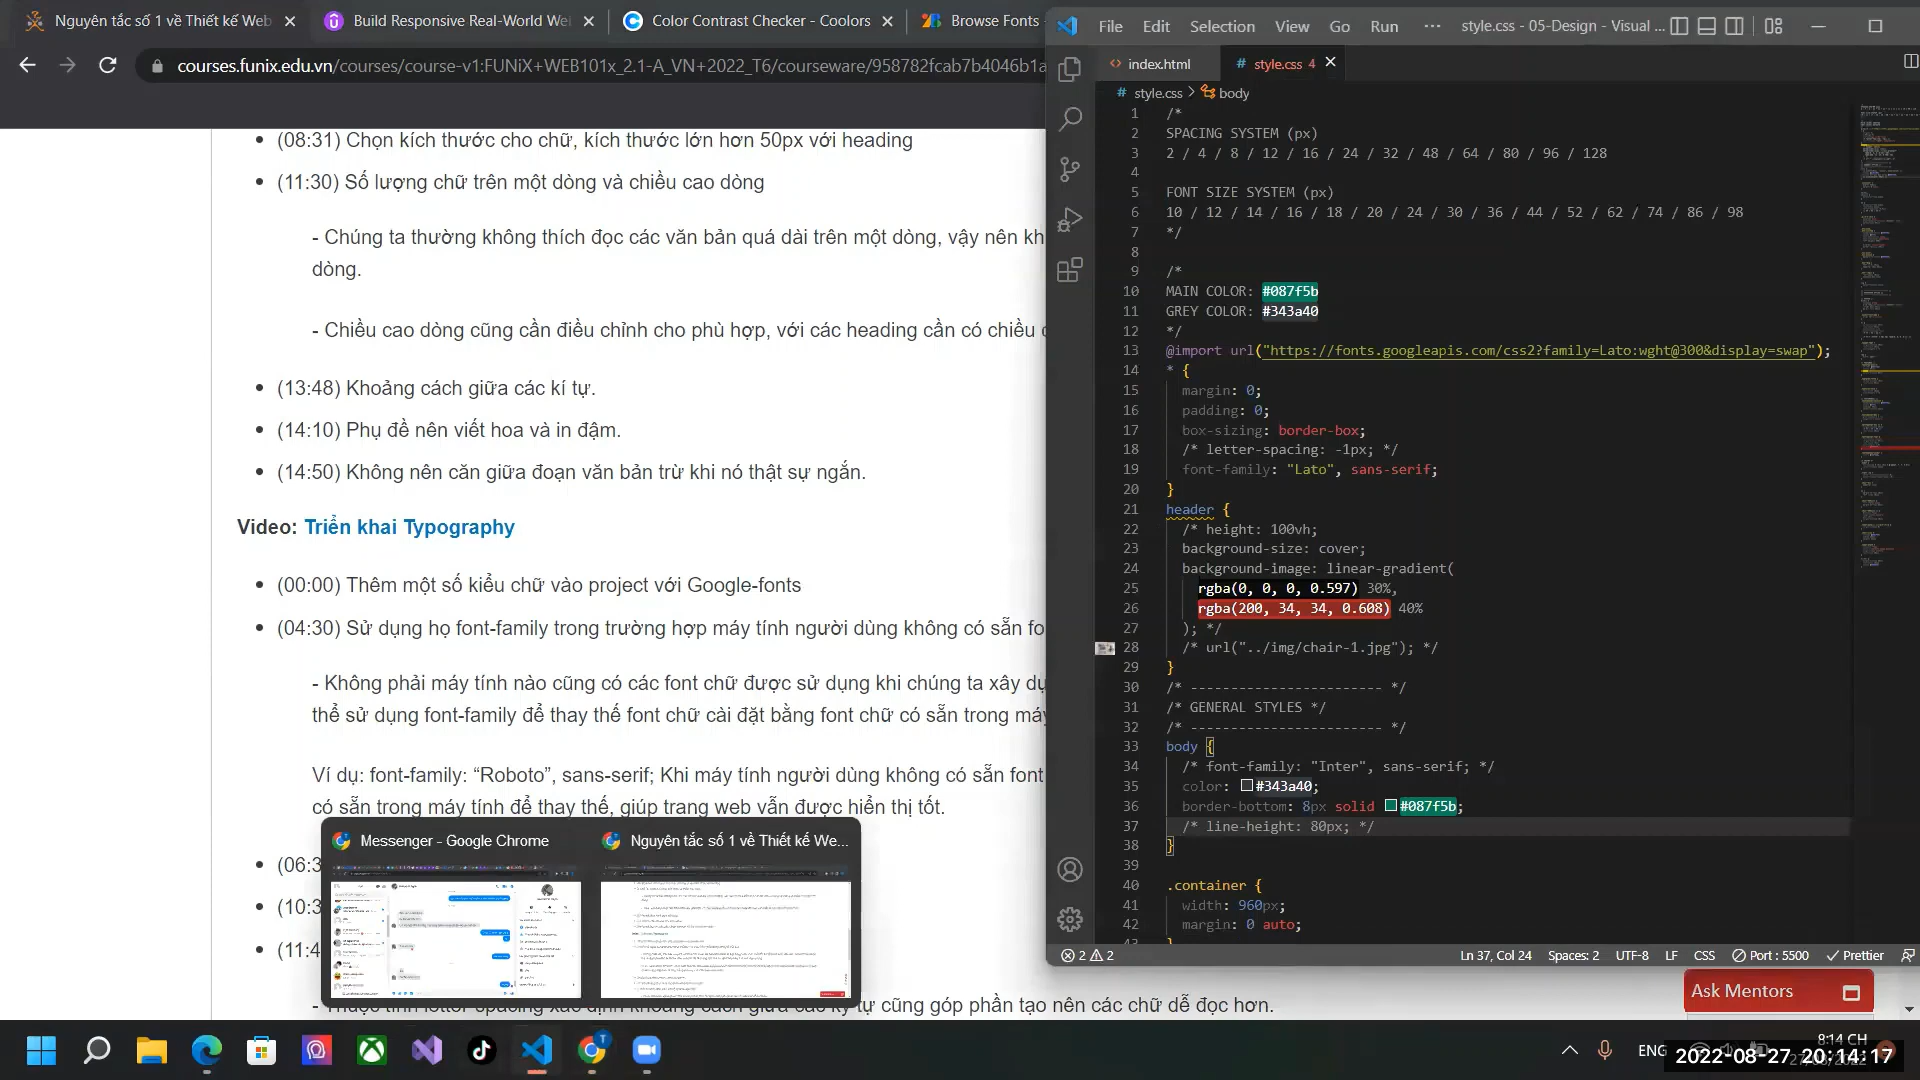 Nguyên tắc số 1 về Thiết kế Web
Build Responsive Real-World We
Color Contrast Checker - Coolors
Browse Fonts
courses.funix.edu.vn/courses/course-v1:FUNiX+WEB101x_2.1-A_VN+2022_T6/courseware/958782fcab7b4046b1a
(08:31) Chọn kích thước cho chữ, kích thước lớn hơn 50px với heading
(11:30) Số lượng chữ trên một dòng và chiều cao dòng
- Chúng ta thường không thích đọc các văn bản quá dài trên một dòng, vậy nên kh
dòng.
- Chiều cao dòng cũng cần điều chỉnh cho phù hợp, với các heading cần có chiều c
(13:48) Khoảng cách giữa các kí tự.
(14:10) Phụ đề nên viết hoa và in đậm.
(14:50) Không nên căn giữa đoạn văn bản trừ khi nó thật sự ngắn.
Video: Triển khai Typography
(00:00) Thêm một số kiểu chữ vào project với Google-fonts
(04:30) Sử dụng họ font-family trong trường hợp máy tính người dùng không có sẵn fo
- Không phải máy tính nào cũng có các font chữ được sử dụng khi chúng ta xây dự
thể sử dụng font-family để thay thế font chữ cài đặt bằng font chữ có sẵn trong máy
Ví dụ: font-family: “Roboto”, sans-serif; Khi máy tính người dùng không có sẵn font
có sẵn trong máy tính để thay thế, giúp trang web vẫn được hiển thị tốt.
(06:3
(10:3
(11:4
Messenger - Google Chrome
Nguyên tắc số 1 về Thiết kế We...
- Thuộc tính letter-spacing xác định khoảng cách giữa các ký tự cũng góp phần tạo nên các chữ dễ đọc hơn.
File Edit Selection View Go Run ··· style.css - 05-Design - Visual ...
index.html
# style.css 4
# style.css > body
1 /*
2 SPACING SYSTEM (px)
3 2 / 4 / 8 / 12 / 16 / 24 / 32 / 48 / 64 / 80 / 96 / 128
4
5 FONT SIZE SYSTEM (px)
6 10 / 12 / 14 / 16 / 18 / 20 / 24 / 30 / 36 / 44 / 52 / 62 / 74 / 86 / 98
7 */
8
9 /*
10 MAIN COLOR: #087f5b
11 GREY COLOR: #343a40
12 */
13 @import url("https://fonts.googleapis.com/css2?family=Lato:wght@300&display=swap");
14 * {
15 margin: 0;
16 padding: 0;
17 box-sizing: border-box;
18 /* letter-spacing: -1px; */
19 font-family: "Lato", sans-serif;
20 }
21 header {
22 /* height: 100vh;
23 background-size: cover;
24 background-image: linear-gradient(
25 rgba(0, 0, 0, 0.597) 30%,
26 rgba(200, 34, 34, 0.608) 40%
27 ); */
28 /* url("../img/chair-1.jpg"); */
29 }
30 /* ------------------------ */
31 /* GENERAL STYLES */
32 /* ------------------------ */
33 body {
34 /* font-family: "Inter", sans-serif; */
35 color: #343a40;
36 border-bottom: 8px solid #087f5b;
37 /* line-height: 80px; */
38 }
39
40 .container {
41 width: 960px;
42 margin: 0 auto;
43 }
2 2 Ln 37, Col 24 Spaces: 2 UTF-8 LF CSS Port : 5500 Prettier
Ask Mentors
ENG
8:14 CH
27/08/2022
2022-08-27 20:14:17